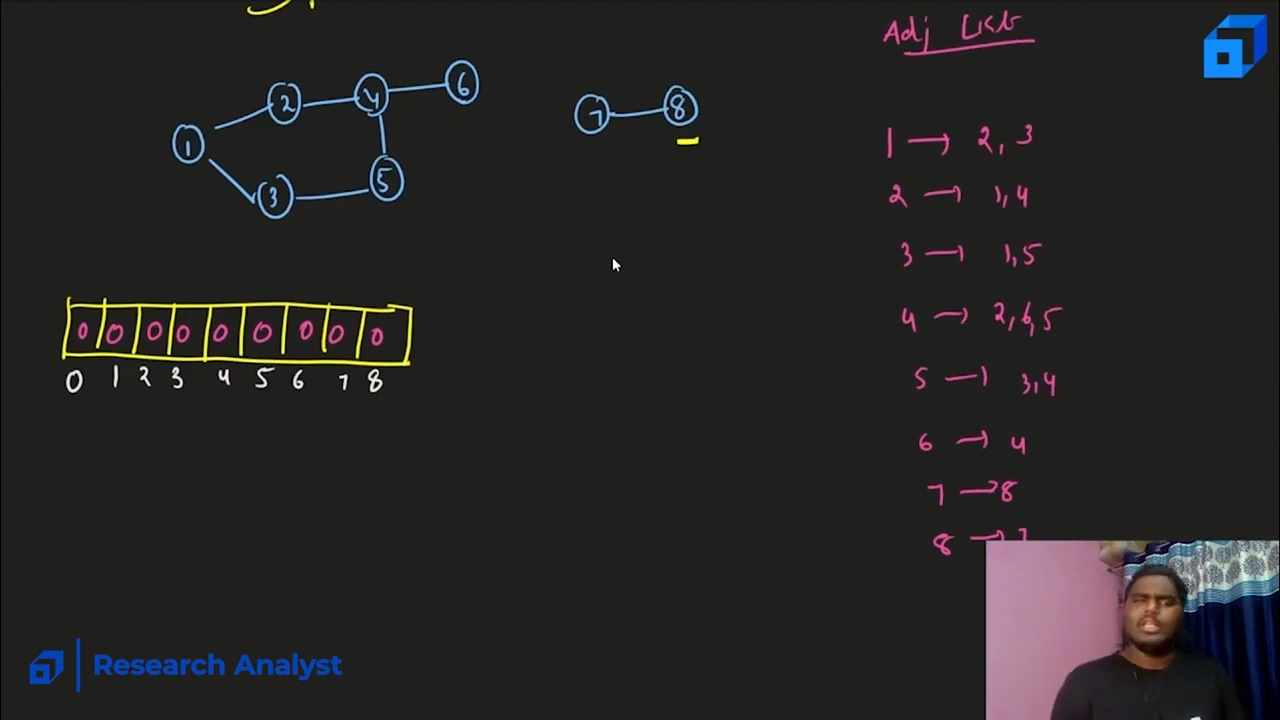 Adj List
1 2 4 6
3 5
7 8
1 → 2, 3
2 → 1,4
3 → 1,5
4 → 2,6,5
5 → 3,4
6 → 4
7 → 8
8 → 7
0 0 0 0 0 0 0 0 0
0 1 2 3 4 5 6 7 8
Research Analyst